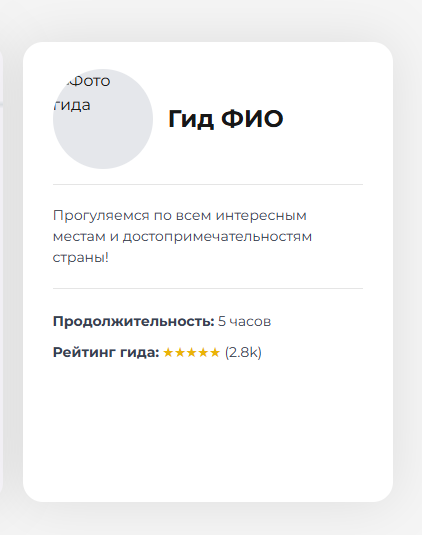 Фото
гида
Гид ФИО
Прогуляемся по всем интересным
местам и достопримечательностям
страны!
Продолжительность: 5 часов
Рейтинг гида: ★★★★★ (2.8k)